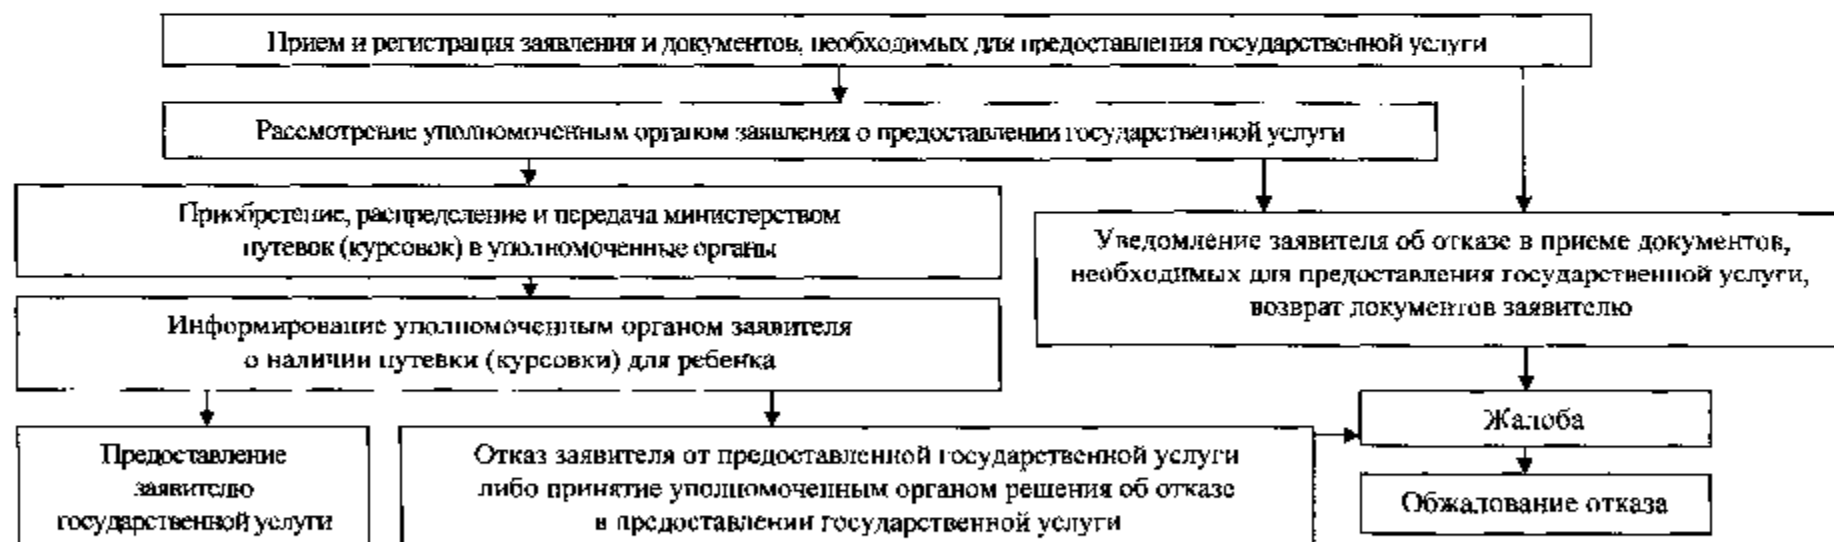 Прием и регистрация заявления и документов, необходимых для предоставления государственной услуги
Рассмотрение уполномоченным органом заявления о предоставлении государственной услуги
Приобретение, распределение и передача министерством
путевок (курсовок) в уполномоченные органы
Уведомление заявителя об отказе в приеме документов,
необходимых для предоставления государственной услуги,
возврат документов заявителю
Информирование уполномоченным органом заявителя
о наличии путевки (курсовки) для ребенка
Жалоба
Предоставление
заявителю
государственной услуги
Отказ заявителя от предоставленной государственной услуги
либо принятие уполномоченным органом решения об отказе
в предоставлении государственной услуги
Обжалование отказа